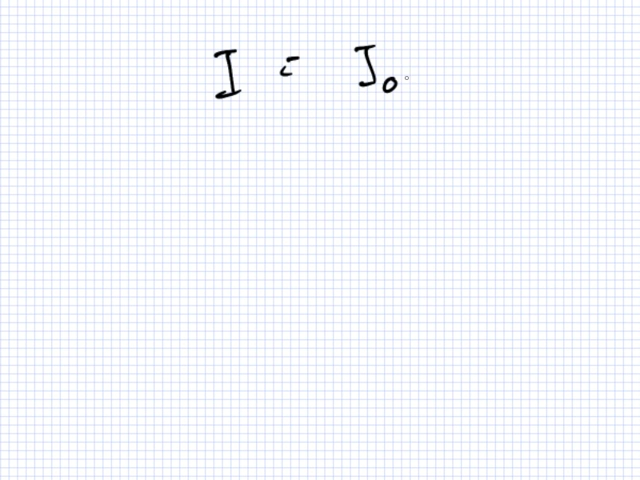 I = I₀